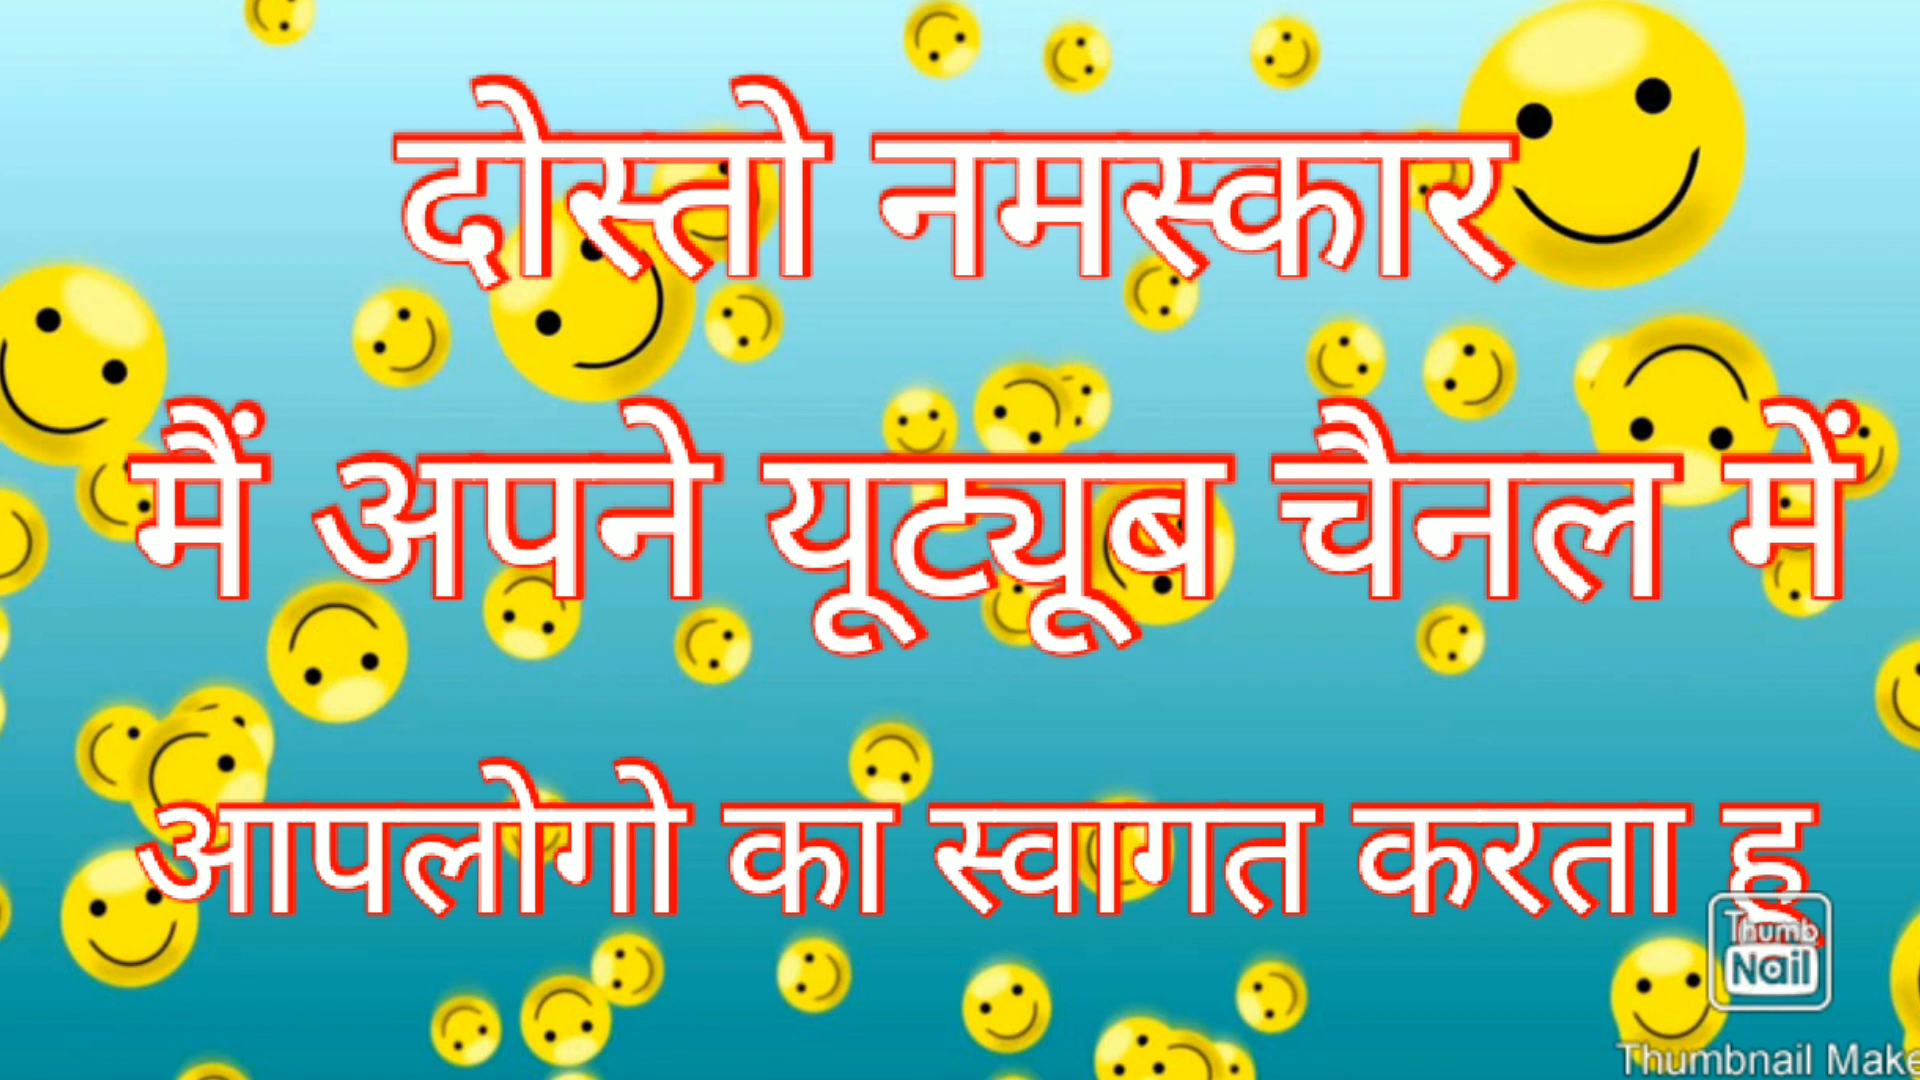 दोस्तो नमस्कार
मैं अपने यूट्यूब चैनल में
आपलोगो का स्वागत करता हू
Thumb
Nail
Thumbnail Make